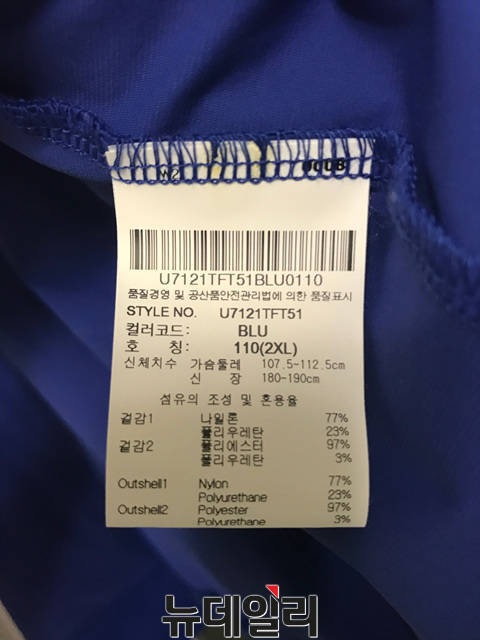 U7121TFT51BLU0110
품질경영 및 공산품안전관리법에 의한 품질표시
STYLE NO. U7121TFT51
컬러코드: BLU
호 칭: 110(2XL)
신체치수 가슴둘레 107.5-112.5cm
신 장 180-190cm
섬유의 조성 및 혼용율
겉감1 나일론 77%
폴리우레탄 23%
겉감2 폴리에스터 97%
폴리우레탄 3%
Outshell1 Nylon 77%
Polyurethane 23%
Outshell2 Polyester 97%
Polyurethane 3%
뉴데일리